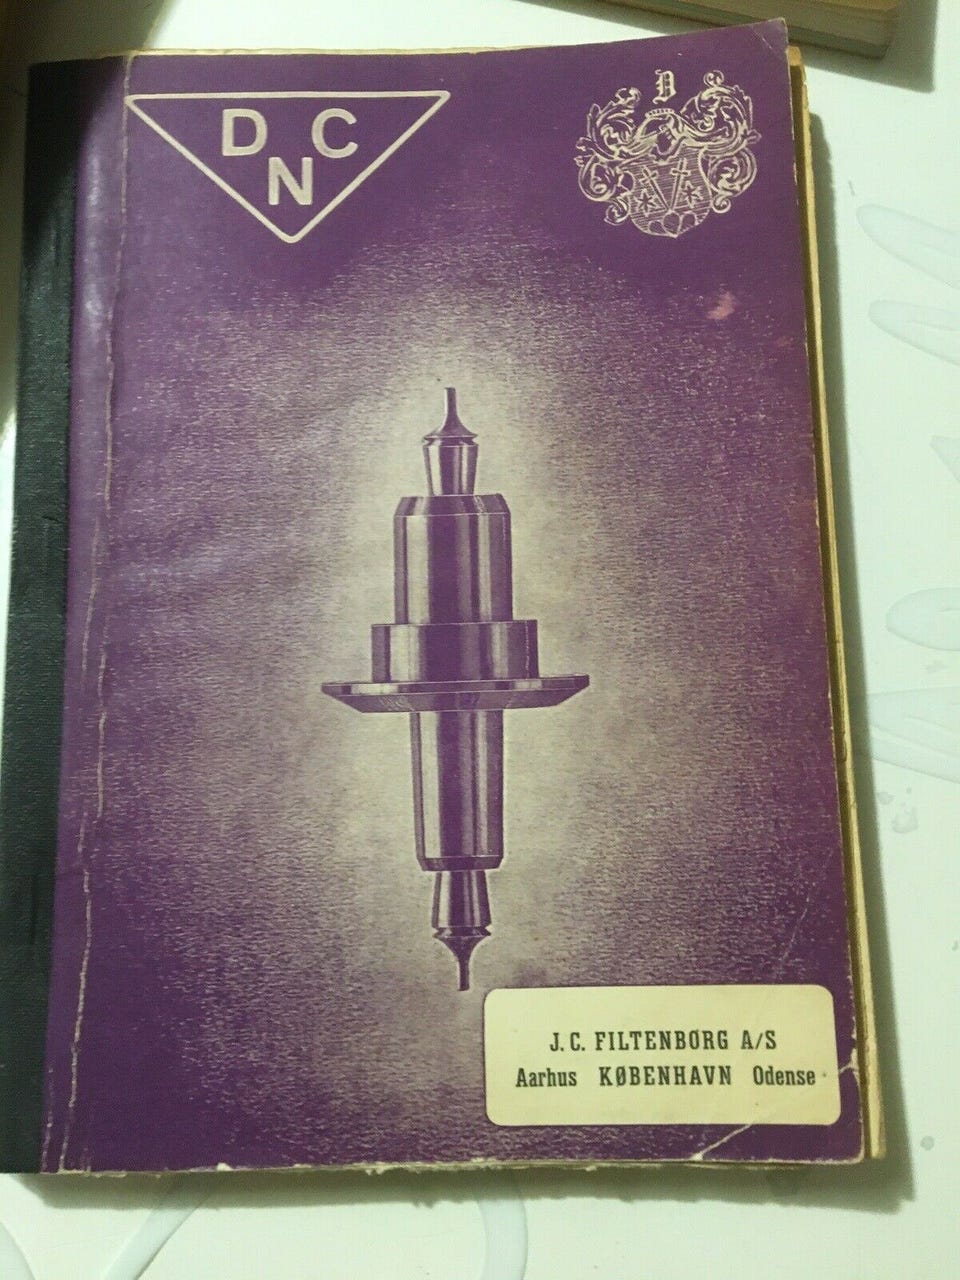 D C
N
D
J. C. FILTENBORG A/S
Aarhus KØBENHAVN Odense